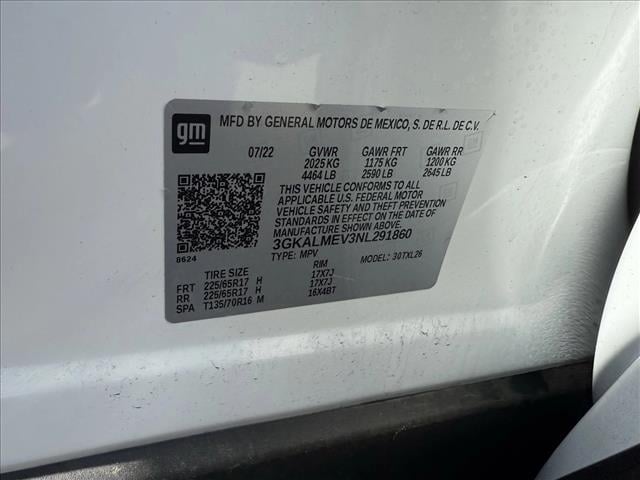 gm
MFD BY GENERAL MOTORS DE MEXICO, S. DE R.L. DE C.V.
07/22 GVWR GAWR FRT GAWR RR
2025 KG 1175 KG 1200 KG
4464 LB 2590 LB 2645 LB
THIS VEHICLE CONFORMS TO ALL
APPLICABLE U.S. FEDERAL MOTOR
VEHICLE SAFETY AND THEFT PREVENTION
STANDARDS IN EFFECT ON THE DATE OF
MANUFACTURE SHOWN ABOVE.
3GKALMEV3NL291860
8624
TYPE: MPV MODEL: 30TXL26
TIRE SIZE RIM
FRT 225/65R17 H 17X7J
RR 225/65R17 H 17X7J
SPA T135/70R16 M 16X4BT